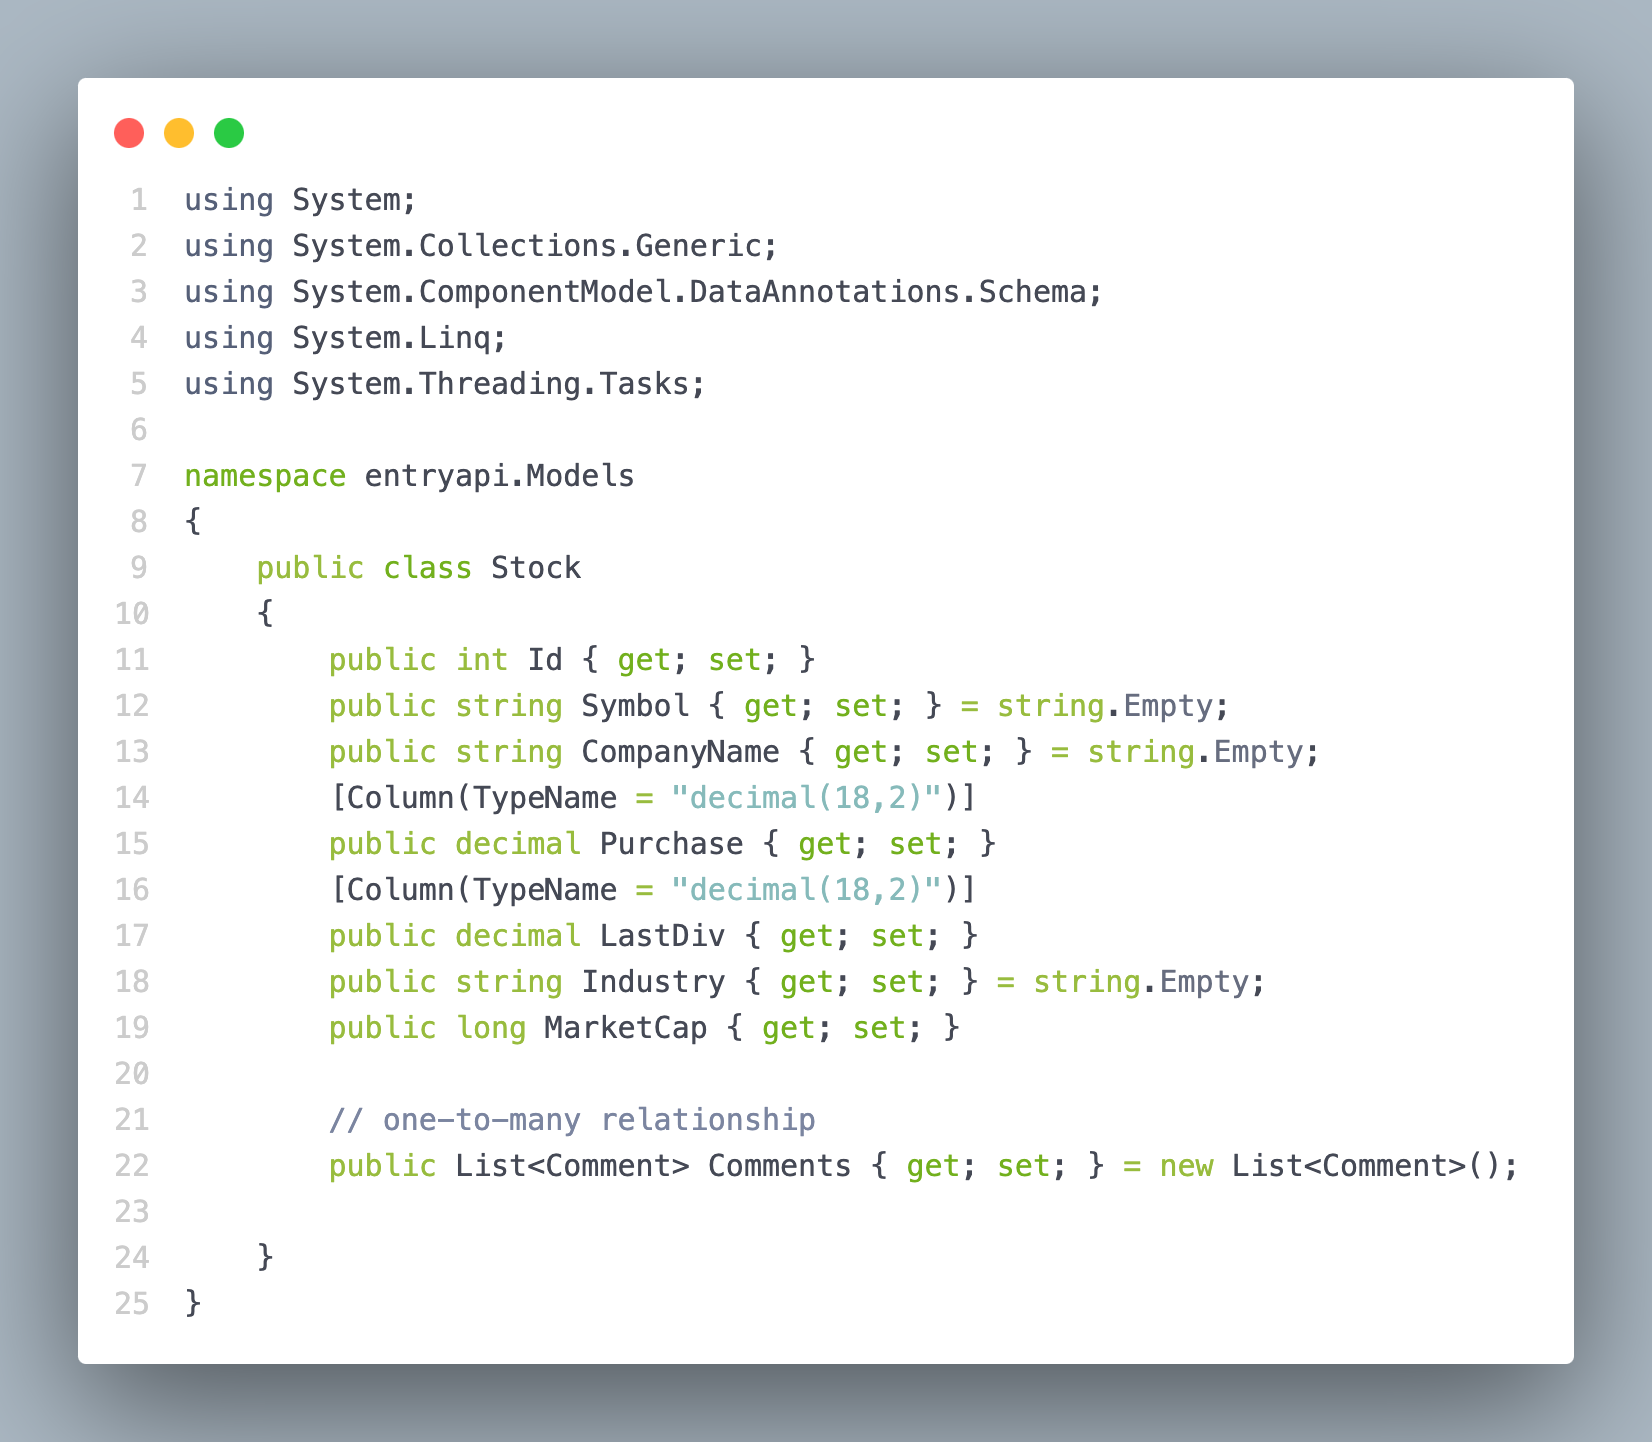 1 using System;
2 using System.Collections.Generic;
3 using System.ComponentModel.DataAnnotations.Schema;
4 using System.Linq;
5 using System.Threading.Tasks;
6
7 namespace entryapi.Models
8 {
9     public class Stock
10     {
11         public int Id { get; set; }
12         public string Symbol { get; set; } = string.Empty;
13         public string CompanyName { get; set; } = string.Empty;
14         [Column(TypeName = "decimal(18,2)")]
15         public decimal Purchase { get; set; }
16         [Column(TypeName = "decimal(18,2)")]
17         public decimal LastDiv { get; set; }
18         public string Industry { get; set; } = string.Empty;
19         public long MarketCap { get; set; }
20
21         // one-to-many relationship
22         public List<Comment> Comments { get; set; } = new List<Comment>();
23
24     }
25 }